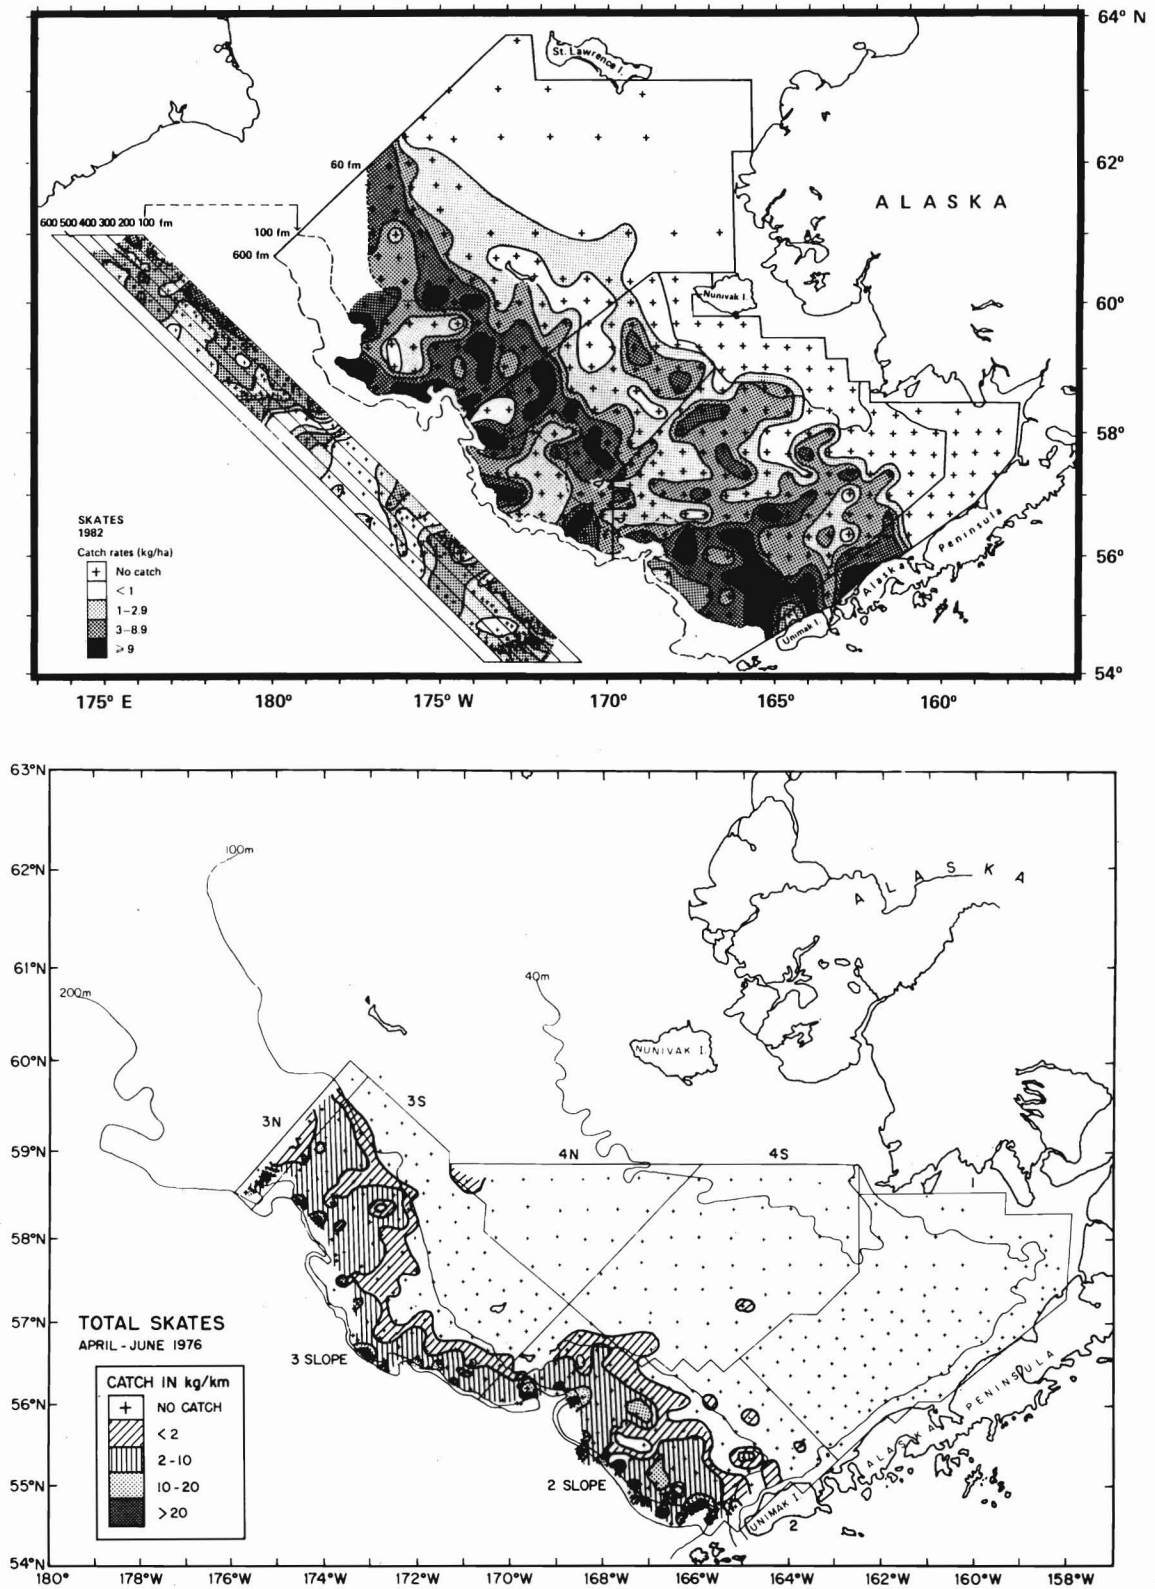 64° N
St. Lawrence I.
60 fm
62°
ALASKA
600 500 400 300 200 100 fm
100 fm
600 fm
Nunivak I.
60°
58°
SKATES
1982
Catch rates (kg/ha)
+ No catch
< 1
1–2.9
3–8.9
≥ 9
56°
Alaska Peninsula
Unimak I.
54°
175° E 180° 175° W 170° 165° 160°
63°N
100m
62°N
ALASKA
61°N
200m
40m
60°N
NUNIVAK I.
3N
3S
59°N
4N
4S
1
58°N
57°N
TOTAL SKATES
APRIL - JUNE 1976
3 SLOPE
CATCH IN kg/km
+ NO CATCH
< 2
2 - 10
10 - 20
> 20
56°N
ALASKA PENINSULA
55°N
2 SLOPE
UNIMAK I.
2
54°N
180° 178°W 176°W 174°W 172°W 170°W 168°W 166°W 164°W 162°W 160°W 158°W